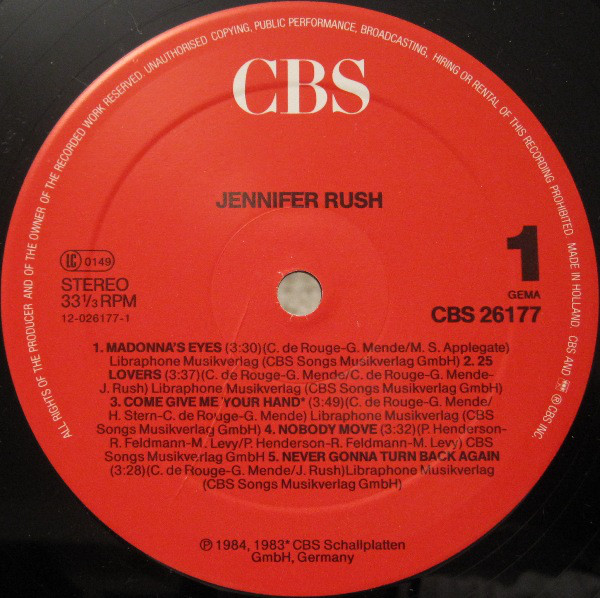 ALL RIGHTS OF THE PRODUCER AND OF THE OWNER OF THE RECORDED WORK RESERVED. UNAUTHORISED COPYING, PUBLIC PERFORMANCE, BROADCASTING, HIRING OR RENTAL OF THIS RECORDING PROHIBITED. MADE IN HOLLAND. CBS AND ℗ CBS INC.
CBS
JENNIFER RUSH
LC 0149
STEREO
33 1/3 RPM
12-026177-1
1
GEMA
CBS 26177
1. MADONNA'S EYES (3:30)(C. de Rouge-G. Mende/M. S. Applegate)
Libraphone Musikverlag (CBS Songs Musikverlag GmbH) 2. 25
LOVERS (3:37)(C. de Rouge-G. Mende/C. de Rouge-G. Mende-
J. Rush) Libraphone Musikverlag (CBS Songs Musikverlag GmbH)
3. COME GIVE ME YOUR HAND* (3:49)(C. de Rouge-G. Mende/
H. Stern-C. de Rouge-G. Mende) Libraphone Musikverlag (CBS
Songs Musikverlag GmbH) 4. NOBODY MOVE (3:32)(P. Henderson-
R. Feldmann-M. Levy/P. Henderson-R. Feldmann-M. Levy) CBS
Songs Musikverlag GmbH 5. NEVER GONNA TURN BACK AGAIN
(3:28)(C. de Rouge-G. Mende/J. Rush)Libraphone Musikverlag
(CBS Songs Musikverlag GmbH)
℗ 1984, 1983* CBS Schallplatten
GmbH, Germany